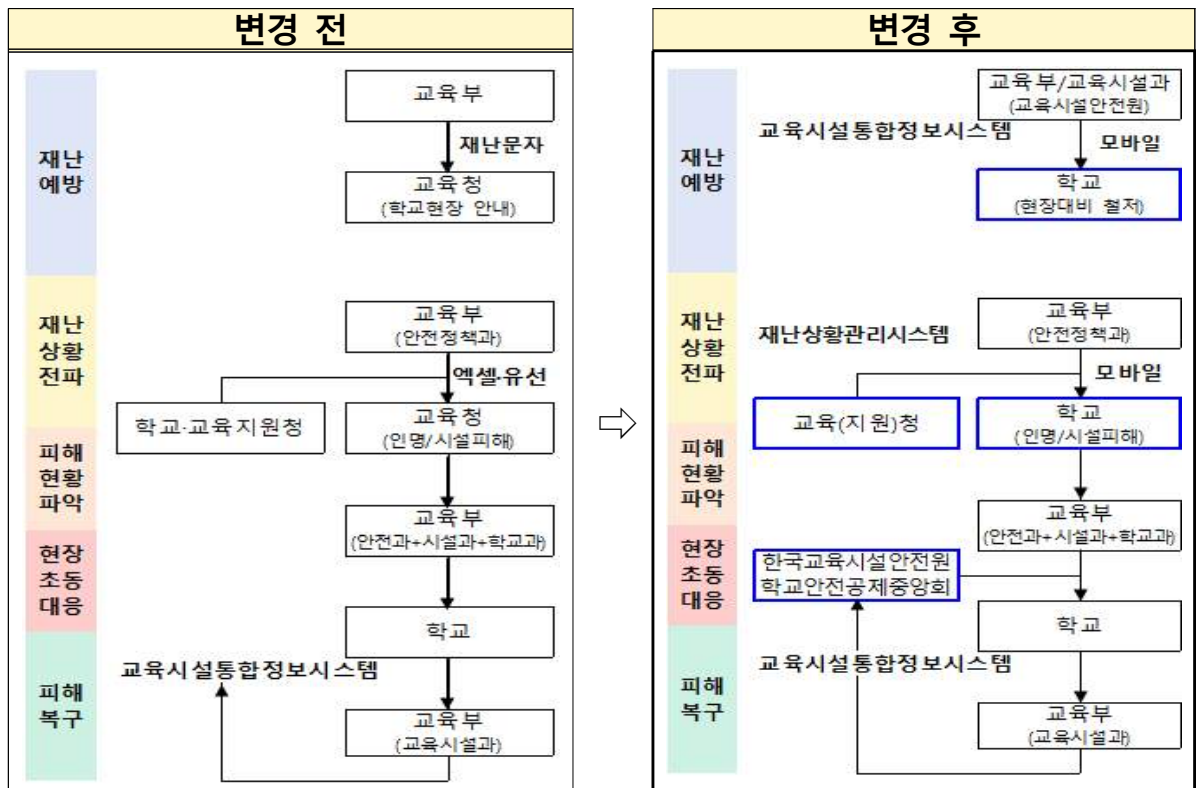 변경 전
재난
예방
교육부
재난문자
교육청
(학교현장 안내)
재난
상황
전파
교육부
(안전정책과)
엑셀·유선
학교·교육지원청
교육청
(인명/시설피해)
피해
현황
파악
교육부
(안전과+시설과+학교과)
현장
초동
대응
학교
피해
복구
교육시설통합정보시스템
교육부
(교육시설과)
⇨
변경 후
재난
예방
교육부/교육시설과
(교육시설안전원)
교육시설통합정보시스템
모바일
학교
(현장대비 철저)
재난
상황
전파
교육부
(안전정책과)
재난상황관리시스템
모바일
교육(지원)청
학교
(인명/시설피해)
피해
현황
파악
교육부
(안전과+시설과+학교과)
현장
초동
대응
한국교육시설안전원
학교안전공제중앙회
학교
피해
복구
교육시설통합정보시스템
교육부
(교육시설과)